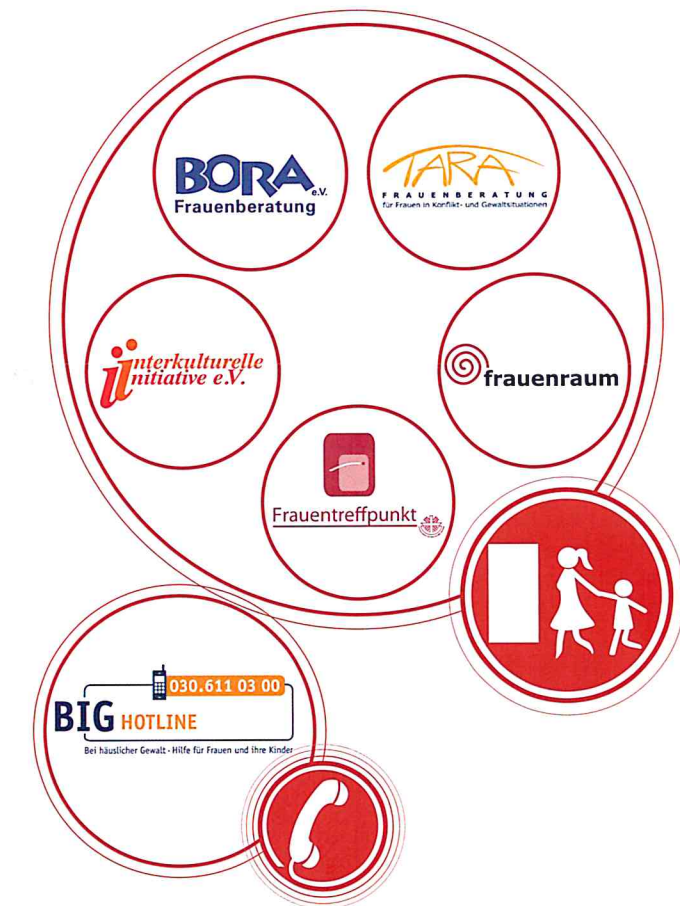 BORA e.V.
Frauenberatung
TARA
FRAUENBERATUNG
für Frauen in Konflikt- und Gewaltsituationen
interkulturelle
initiative e.V.
frauenraum
Frauentreffpunkt
030.611 03 00
BIG HOTLINE
Bei häuslicher Gewalt - Hilfe für Frauen und ihre Kinder